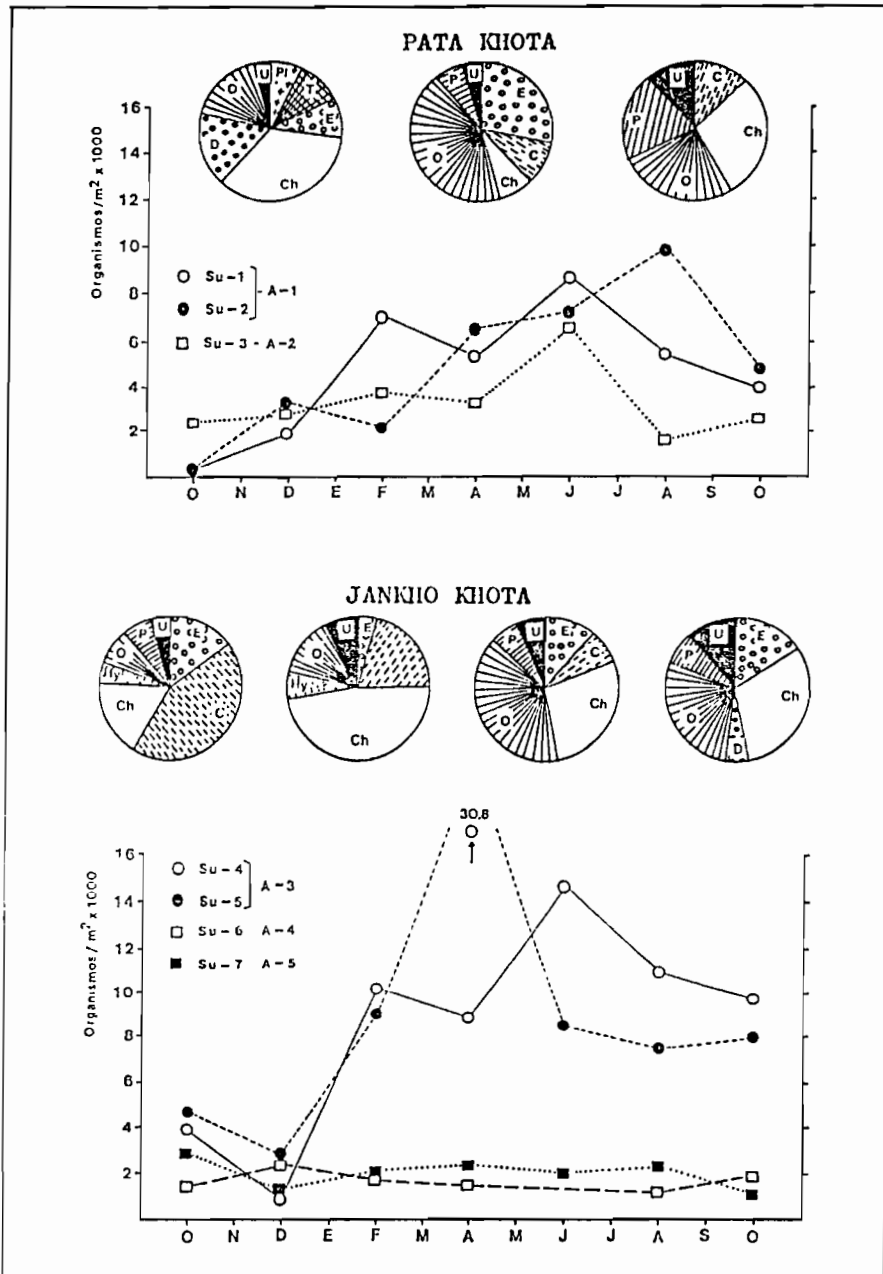 PATA KHOTA
O U Pl T E Ch D
P U E C Ch O
U C Ch O P
Organismos/m² x 1000
16
14
12
10
8
6
4
2
Su-1
Su-2
A-1
Su-3 - A-2
O N D E F M A M J J A S O
JANKHO KHOTA
U E C Ch O P
U E Ch O
U E C Ch O P
U E Ch D O P
30,8
Organismos/m² x 1000
16
14
12
10
8
6
4
2
Su-4
Su-5
A-3
Su-6 A-4
Su-7 A-5
O N D E F M A M J J A S O